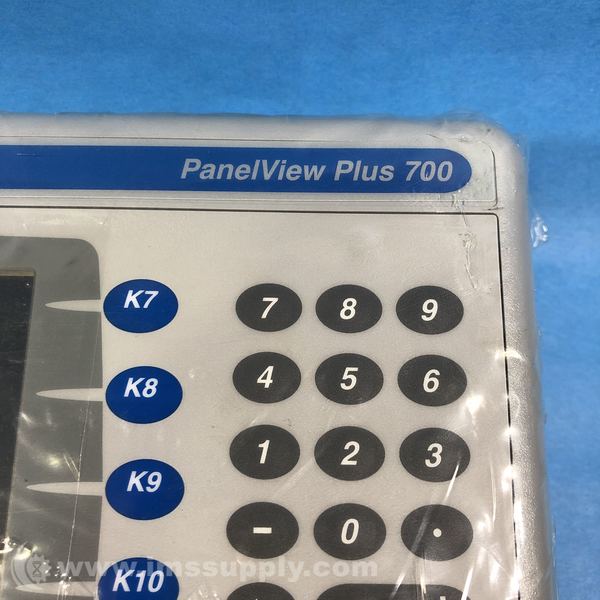 PanelView Plus 700
K7 7 8 9
K8 4 5 6
K9 1 2 3
- 0 .
K10
www.imssupply.com